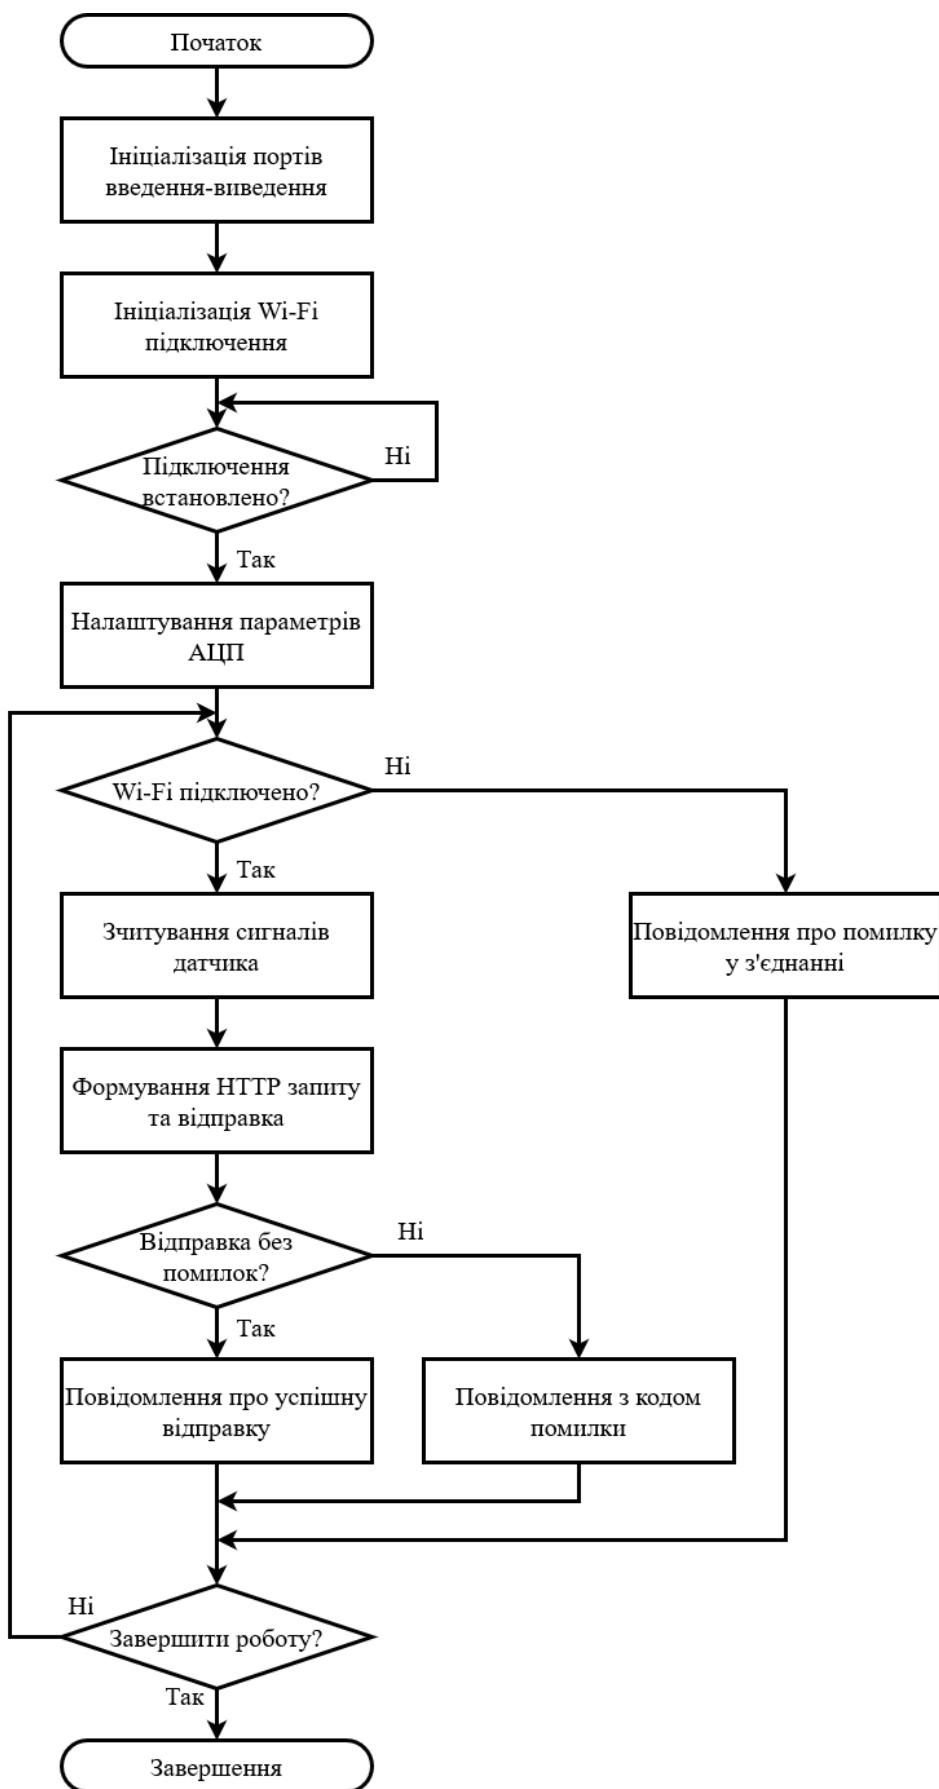 Початок
Ініціалізація портів
введення-виведення
Ініціалізація Wi-Fi
підключення
Підключення
встановлено?
Ні
Так
Налаштування параметрів
АЦП
Wi-Fi підключено?
Ні
Так
Зчитування сигналів
датчика
Повідомлення про помилку
у з'єднанні
Формування HTTP запиту
та відправка
Відправка без
помилок?
Ні
Так
Повідомлення про успішну
відправку
Повідомлення з кодом
помилки
Ні
Завершити роботу?
Так
Завершення